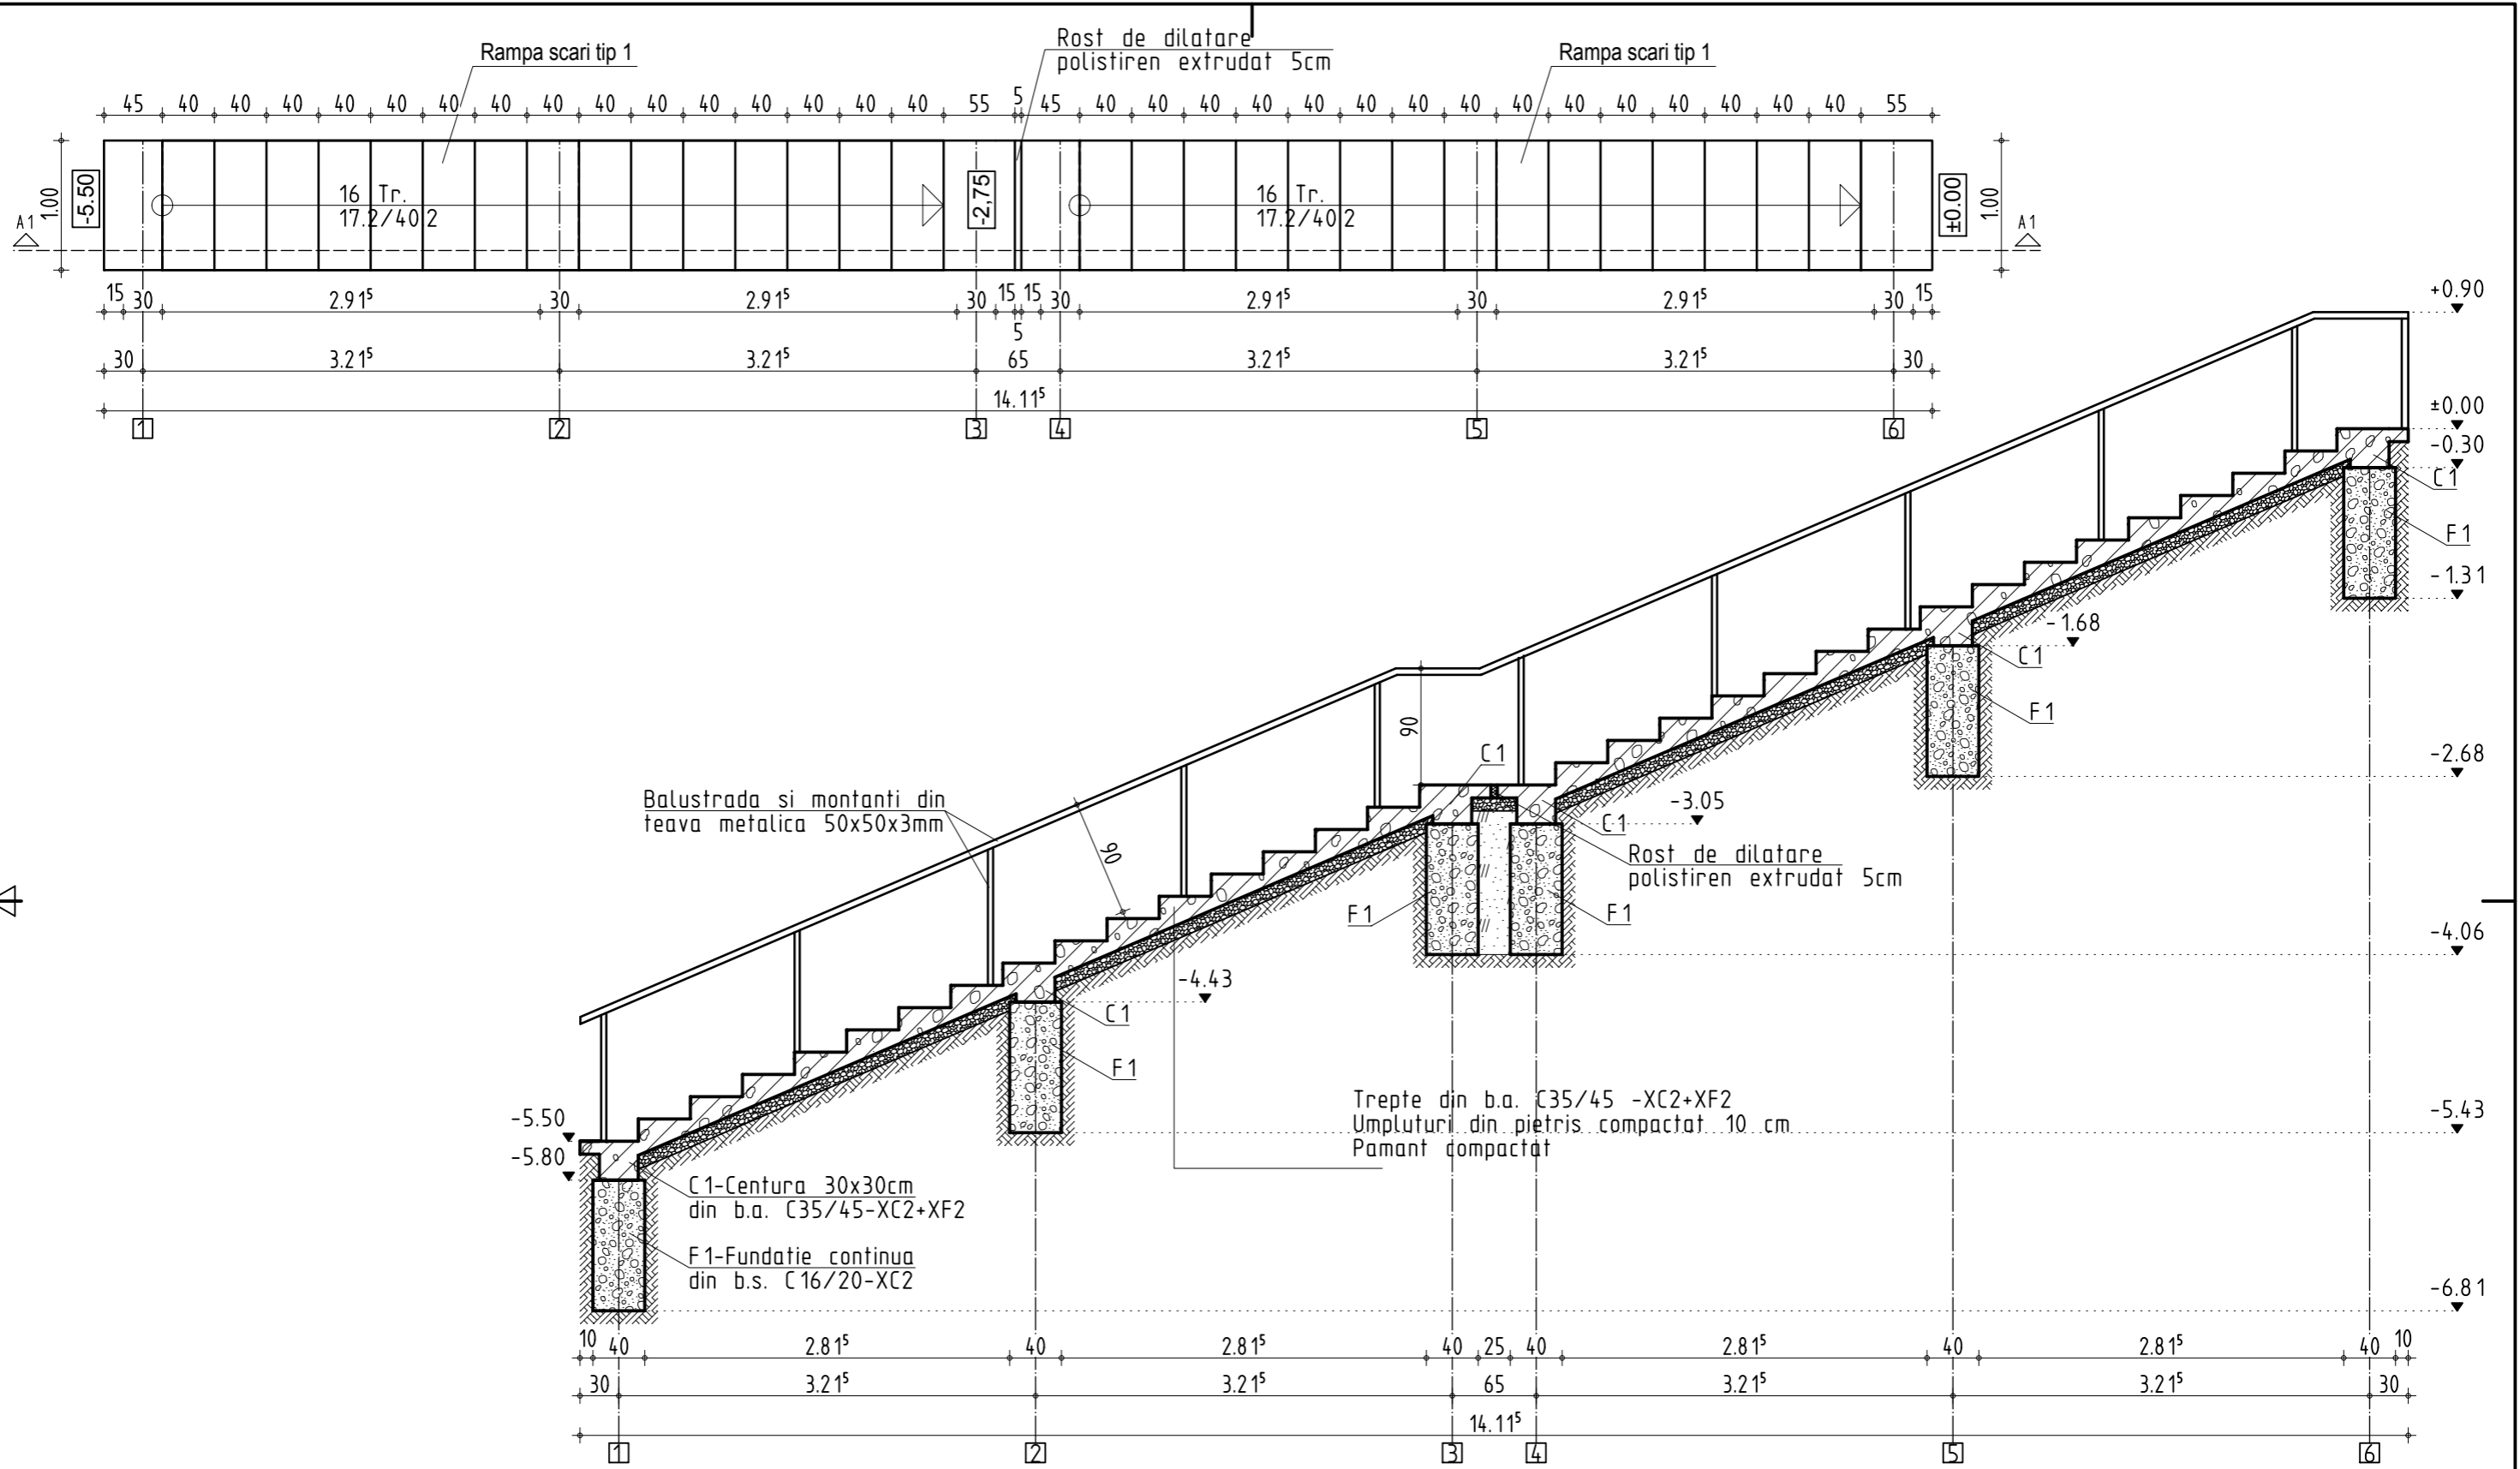 Rampa scari tip 1
Rost de dilatare
polistiren extrudat 5cm
Rampa scari tip 1
45 40 40 40 40 40 40 40 40 40 40 40 40 40 40 40 55 5 45 40 40 40 40 40 40 40 40 40 40 40 40 40 40 40 55
1.00
-5.50
16 Tr.
17.2/40.2
-2,75
16 Tr.
17.2/40.2
±0.00
1.00
A1
A1
15 30 2.91⁵ 30 2.91⁵ 30 15 15 30 2.91⁵ 30 2.91⁵ 30 15
5
30 3.21⁵ 3.21⁵ 65 3.21⁵ 3.21⁵ 30
14.11⁵
1 2 3 4 5 6
+0.90
±0.00
-0.30
C1
F1
-1.31
-1.68
C1
F1
-2.68
90
C1
-3.05
C1
Rost de dilatare
polistiren extrudat 5cm
F1
F1
-4.06
Balustrada si montanti din
teava metalica 50x50x3mm
90
-4.43
C1
F1
Trepte din b.a. C35/45 -XC2+XF2
Umpluturi din pietris compactat 10 cm
Pamant compactat
-5.43
-5.50
-5.80
C1-Centura 30x30cm
din b.a. C35/45-XC2+XF2
F1-Fundatie continua
din b.s. C16/20-XC2
-6.81
10 40 2.81⁵ 40 2.81⁵ 40 25 40 2.81⁵ 40 2.81⁵ 40 10
30 3.21⁵ 3.21⁵ 65 3.21⁵ 3.21⁵ 30
14.11⁵
1 2 3 4 5 6